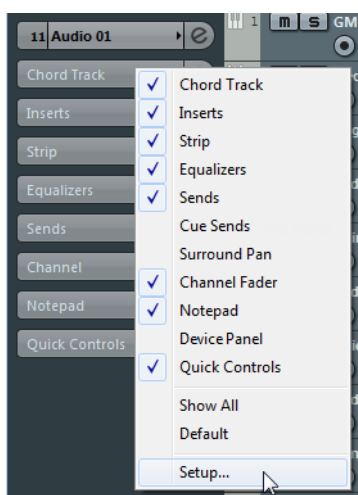 1 m S GM
11 Audio 01 e
Chord Track
Inserts
Strip
Equalizers
Sends
Channel
Notepad
Quick Controls
Chord Track
Inserts
Strip
Equalizers
Sends
Cue Sends
Surround Pan
Channel Fader
Notepad
Device Panel
Quick Controls
Show All
Default
Setup...